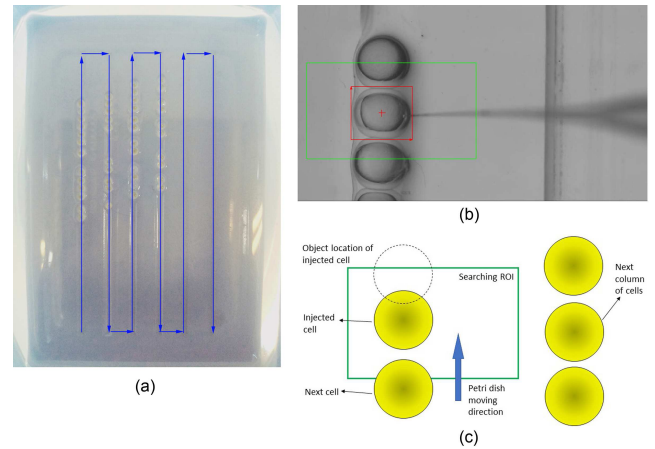 (a)
(b)
Object location of
injected cell
Searching ROI
Injected
cell
Next cell
Petri dish
moving
direction
Next
column
of cells
(c)